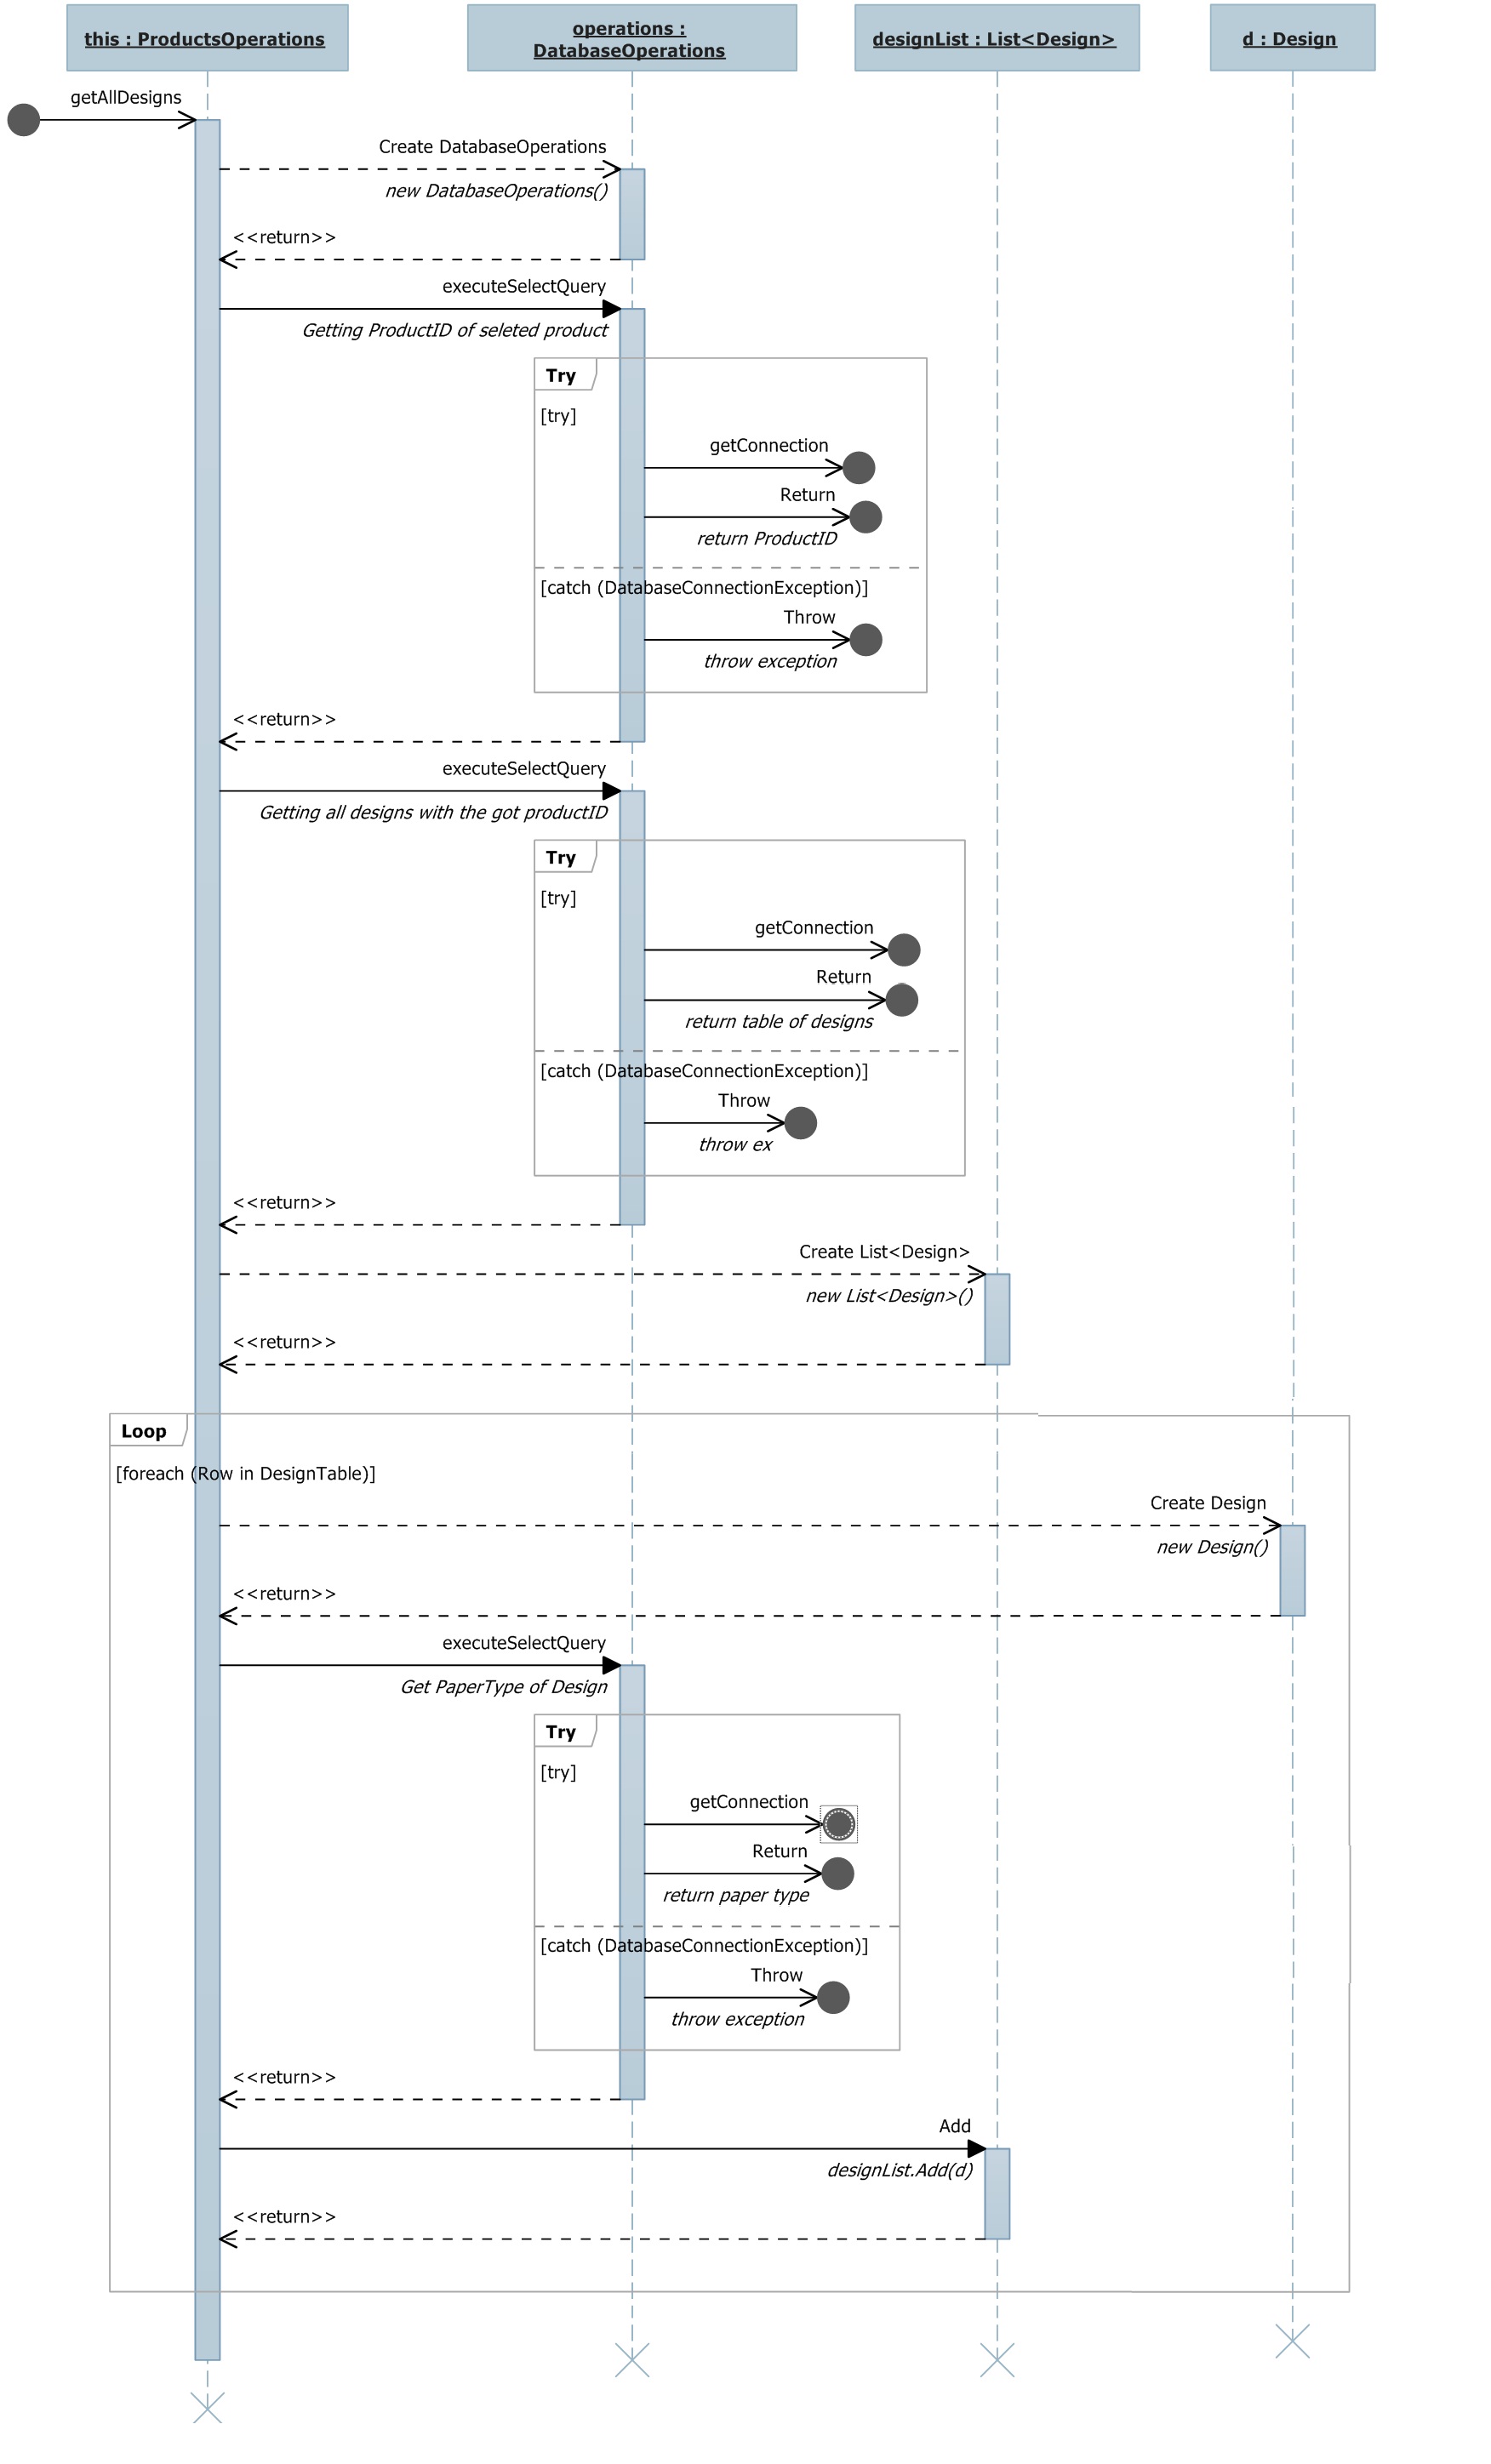 this : ProductsOperations
operations :
DatabaseOperations
designList : List<Design>
d : Design
getAllDesigns
Create DatabaseOperations
new DatabaseOperations()
<<return>>
executeSelectQuery
Getting ProductID of seleted product
Try
[try]
getConnection
Return
return ProductID
[catch (DatabaseConnectionException)]
Throw
throw exception
<<return>>
executeSelectQuery
Getting all designs with the got productID
Try
[try]
getConnection
Return
return table of designs
[catch (DatabaseConnectionException)]
Throw
throw ex
<<return>>
Create List<Design>
new List<Design>()
<<return>>
Loop
[foreach (Row in DesignTable)]
Create Design
new Design()
<<return>>
executeSelectQuery
Get PaperType of Design
Try
[try]
getConnection
Return
return paper type
[catch (DatabaseConnectionException)]
Throw
throw exception
<<return>>
Add
designList.Add(d)
<<return>>